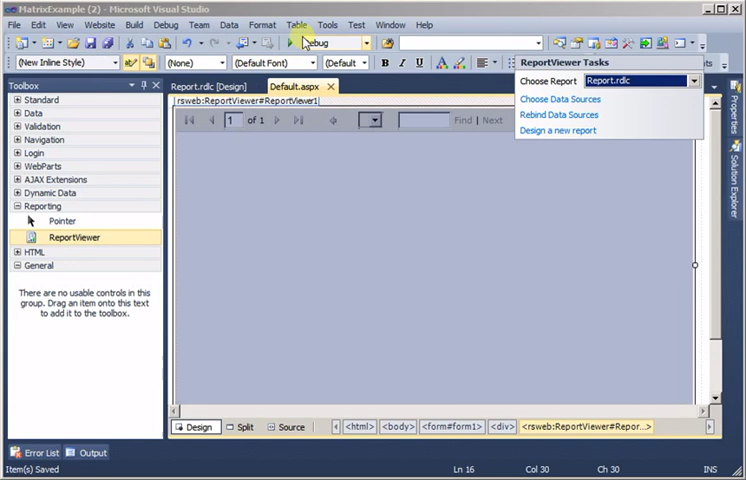 MatrixExample (2) - Microsoft Visual Studio
File Edit View Website Build Debug Team Data Format Table Tools Test Window Help
(New Inline Style) (None) (Default Font) (Default B I U A
Toolbox
Standard
Data
Validation
Navigation
Login
WebParts
AJAX Extensions
Dynamic Data
Reporting
Pointer
ReportViewer
HTML
General
There are no usable controls in this
group. Drag an item onto this text
to add it to the toolbox.
Report.rdlc [Design] Default.aspx
rsweb:ReportViewer#ReportViewer1
1 of 1 Find | Next
ReportViewer Tasks
Choose Report Report.rdlc
Choose Data Sources
Rebind Data Sources
Design a new report
Properties
Solution Explorer
Design Split Source <html> <body> <form#form1> <div> <rsweb:ReportViewer#Repor...>
Error List Output
Item(s) Saved Ln 16 Col 30 Ch 30 INS